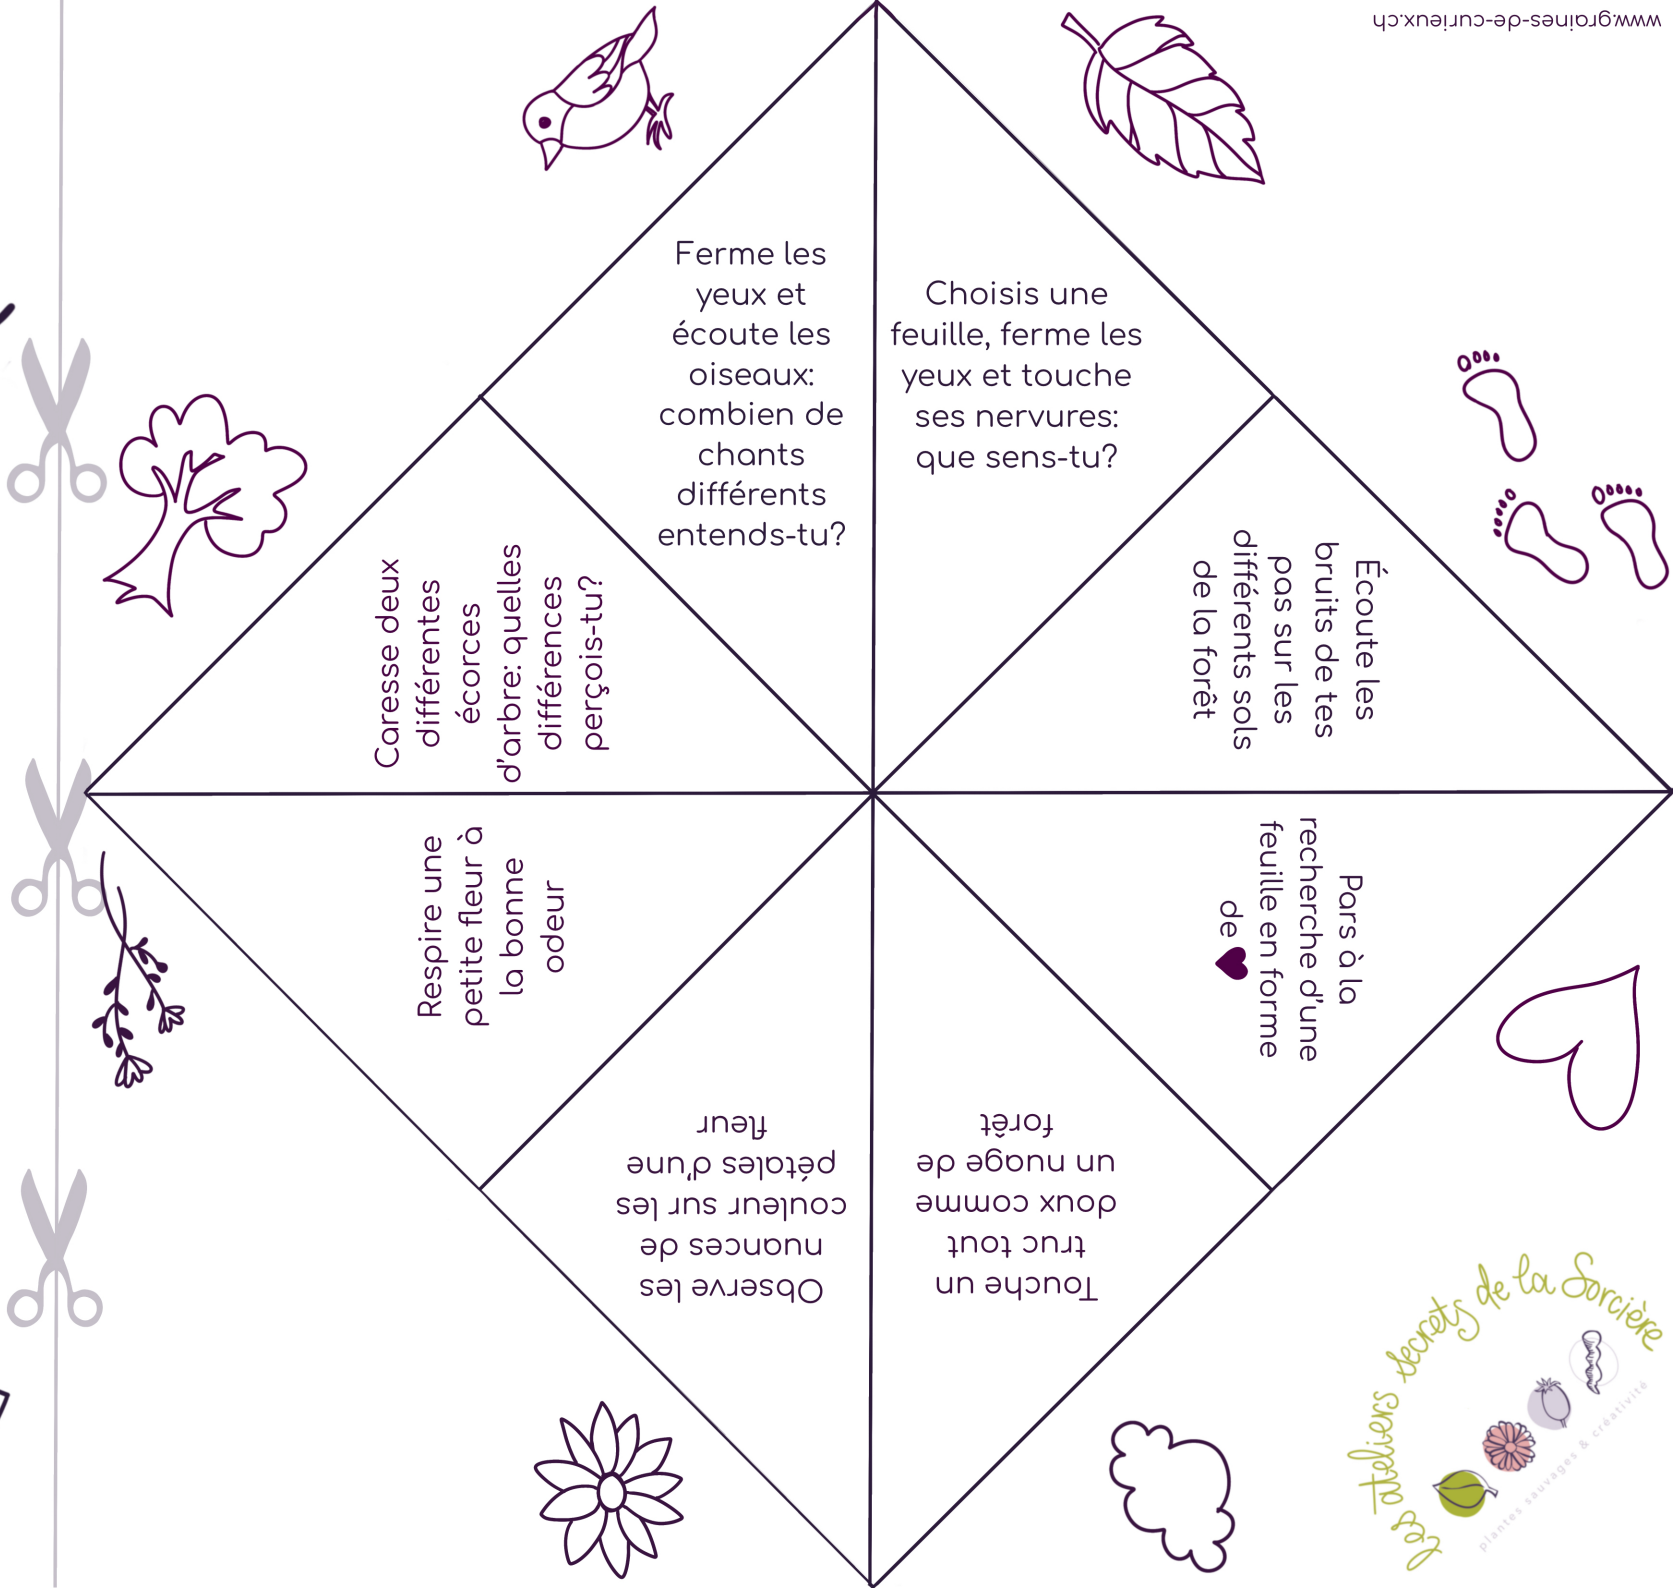 www.graines-de-curieux.ch
Ferme les
yeux et
écoute les
oiseaux:
combien de
chants
différents
entends-tu?
Choisis une
feuille, ferme les
yeux et touche
ses nervures:
que sens-tu?
Écoute les
bruits de tes
pas sur les
différents sols
de la forêt
Pars à la
recherche d'une
feuille en forme
de
Touche un
truc tout
doux comme
un nuage de
forêt
Observe les
nuances de
couleur sur les
pétales d'une
fleur
Respire une
petite fleur à
la bonne
odeur
Caresse deux
différentes
écorces
d'arbre: quelles
différences
perçois-tu?
Les ateliers secrets de la Sorcière
plantes sauvages & créativité